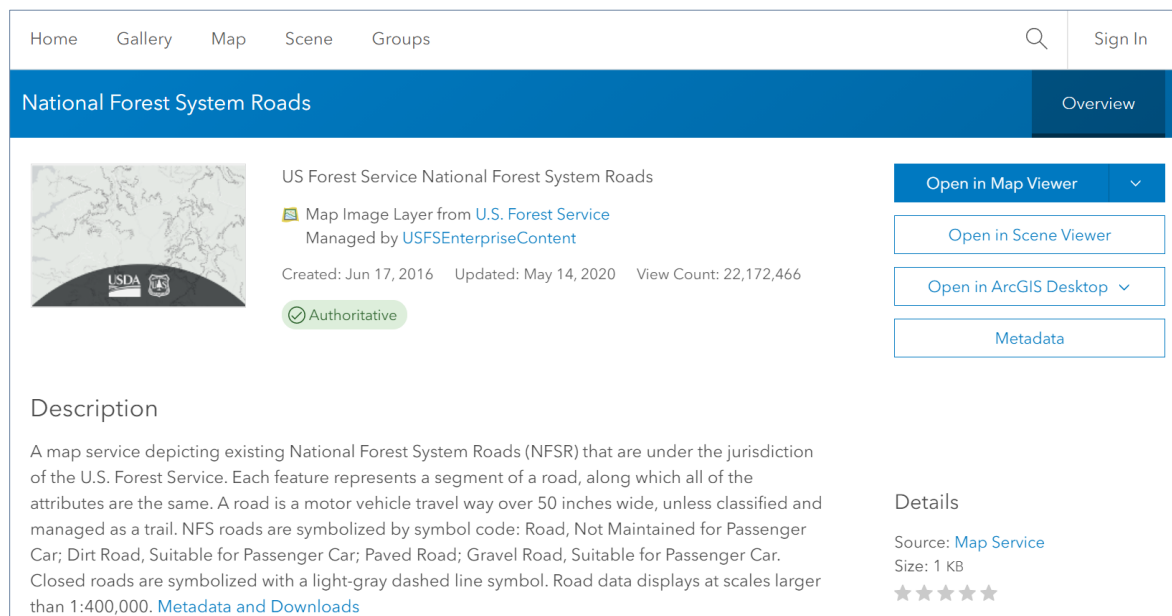 Home Gallery Map Scene Groups Sign In
National Forest System Roads Overview
USDA
US Forest Service National Forest System Roads
Map Image Layer from U.S. Forest Service
Managed by USFSEnterpriseContent
Created: Jun 17, 2016 Updated: May 14, 2020 View Count: 22,172,466
Authoritative
Open in Map Viewer
Open in Scene Viewer
Open in ArcGIS Desktop
Metadata
Description
A map service depicting existing National Forest System Roads (NFSR) that are under the jurisdiction
of the U.S. Forest Service. Each feature represents a segment of a road, along which all of the
attributes are the same. A road is a motor vehicle travel way over 50 inches wide, unless classified and
managed as a trail. NFS roads are symbolized by symbol code: Road, Not Maintained for Passenger
Car; Dirt Road, Suitable for Passenger Car; Paved Road; Gravel Road, Suitable for Passenger Car.
Closed roads are symbolized with a light-gray dashed line symbol. Road data displays at scales larger
than 1:400,000. Metadata and Downloads
Details
Source: Map Service
Size: 1 KB